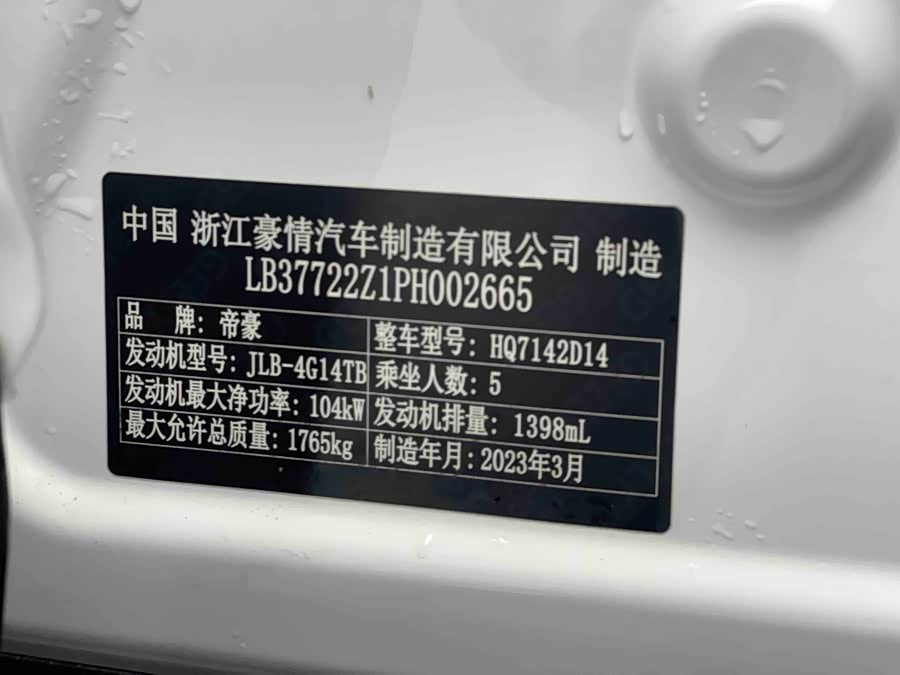 中国 浙江豪情汽车制造有限公司 制造
LB37722Z1PH002665
品 牌：帝豪 整车型号：HQ7142D14
发动机型号：JLB-4G14TB 乘坐人数：5
发动机最大净功率：104kW 发动机排量：1398mL
最大允许总质量：1765kg 制造年月：2023年3月